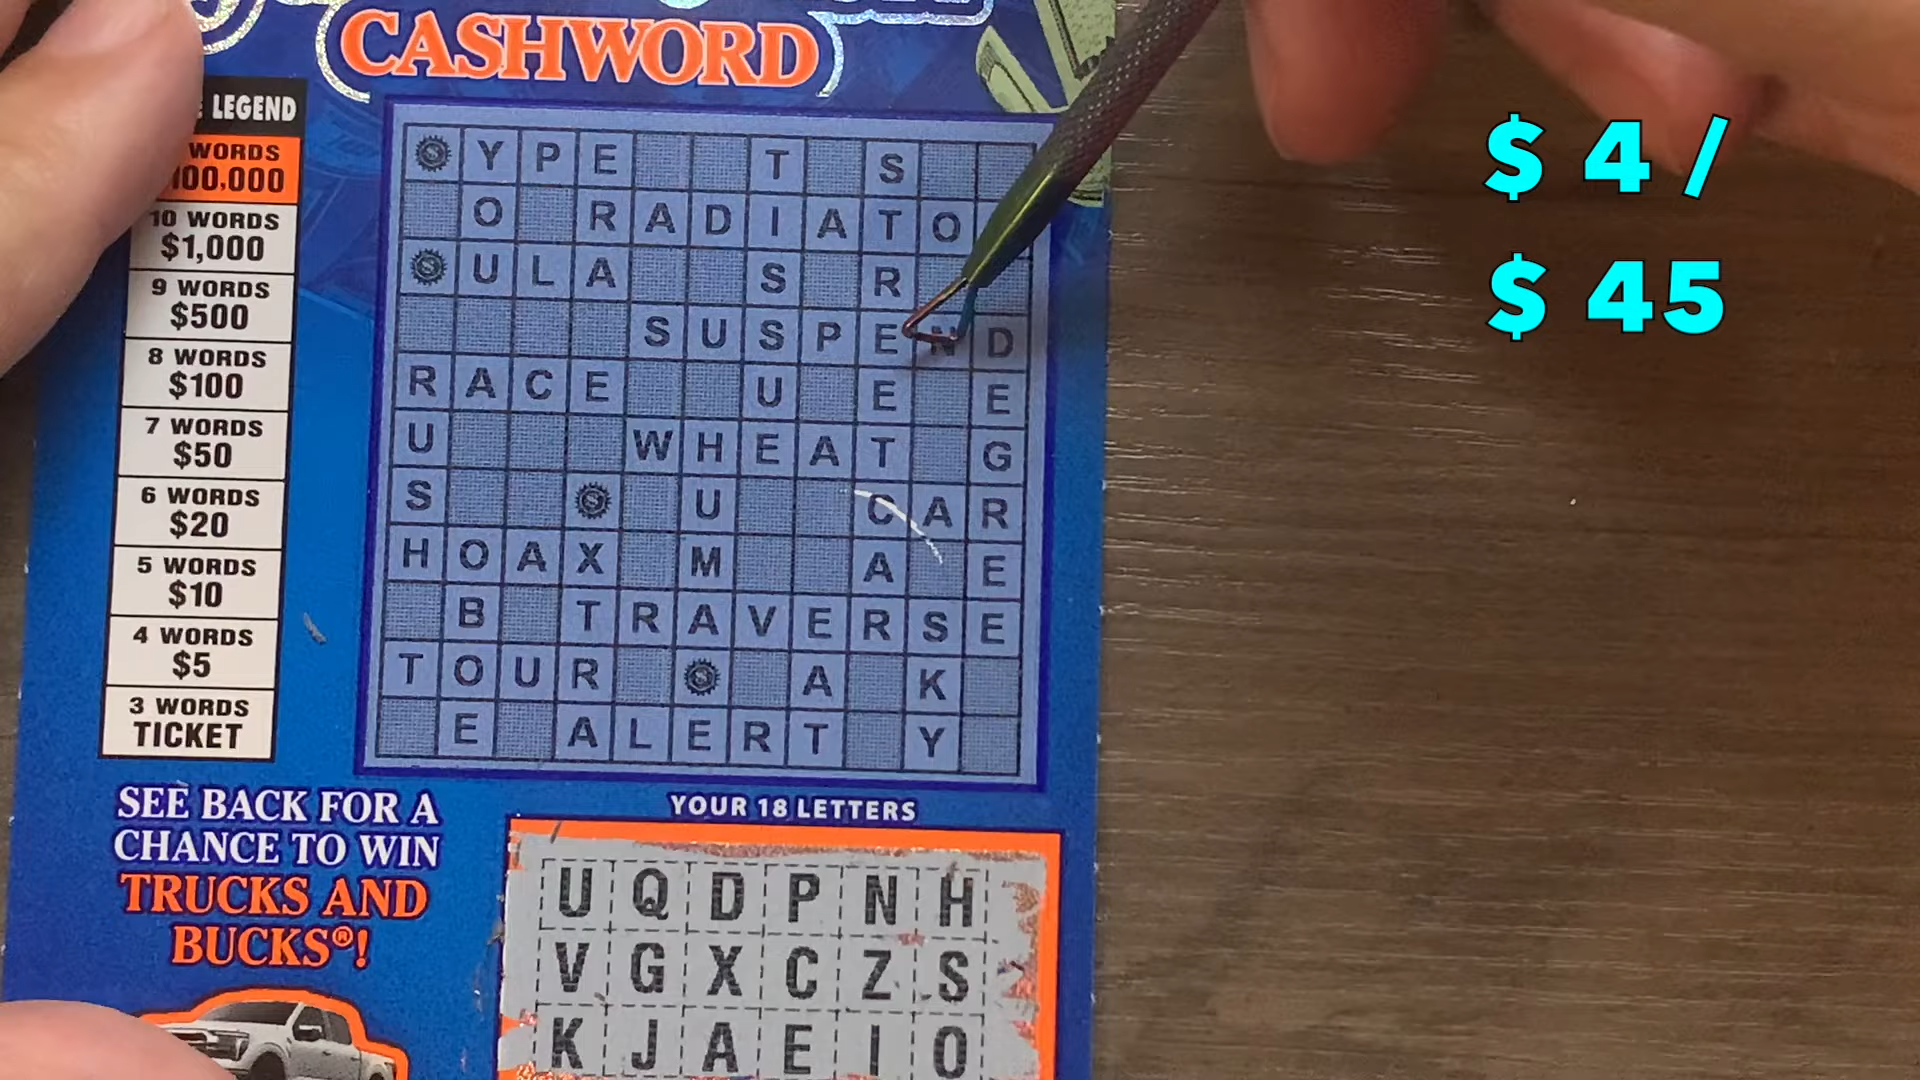 CASHWORD
LEGEND
WORDS
100,000
10 WORDS
$1,000
9 WORDS
$500
8 WORDS
$100
7 WORDS
$50
6 WORDS
$20
5 WORDS
$10
4 WORDS
$5
3 WORDS
TICKET
Y P E T S
O R A D I A T O
U L A S R
S U S P E N D
R A C E U E E
U W H E A T G
S U C A R
H O A X M A E
B T R A V E R S E
T O U R A K
E A L E R T Y
SEE BACK FOR A
CHANCE TO WIN
TRUCKS AND
BUCKS®!
YOUR 18 LETTERS
U Q D P N H
V G X C Z S
K J A E I O
$ 4 /
$ 45